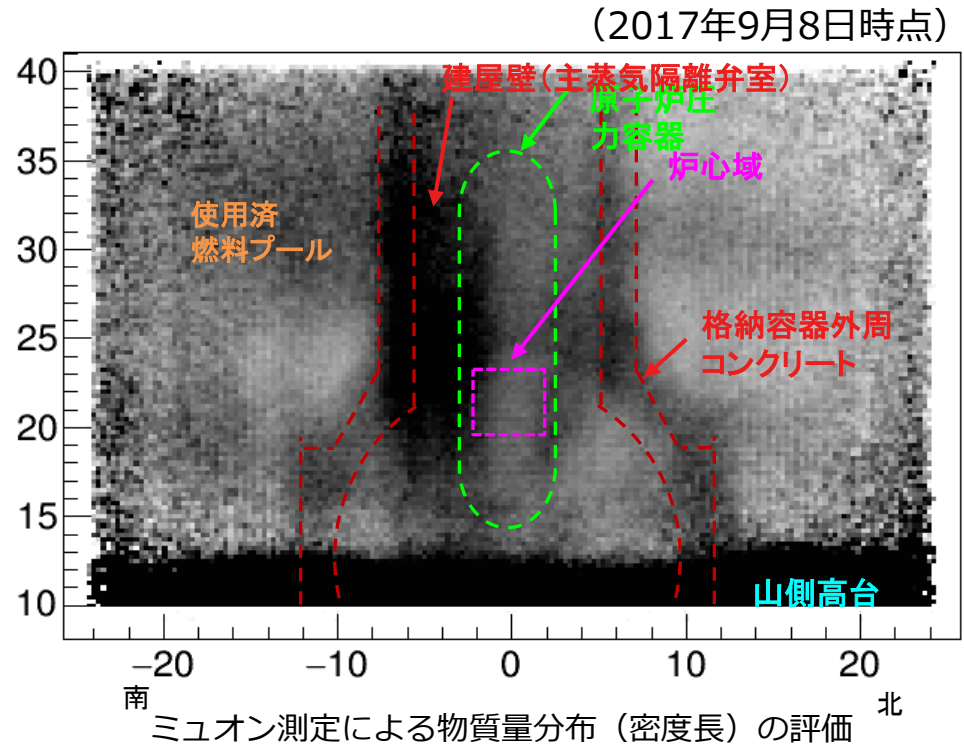 （2017年9月8日時点）
40
建屋壁（主蒸気隔離弁室）
原子炉圧
力容器
35
炉心域
使用済
燃料プール
30
格納容器外周
コンクリート
25
20
15
10
山側高台
−20
−10
0
10
20
南
北
ミュオン測定による物質量分布（密度長）の評価